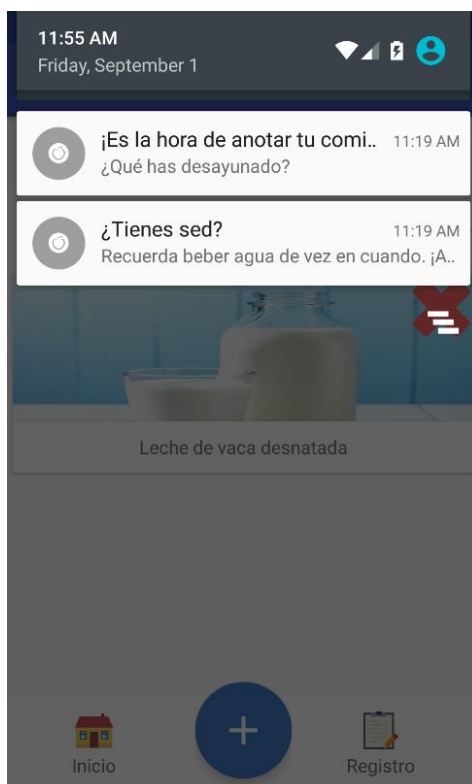 11:55 AM
Friday, September 1
¡Es la hora de anotar tu comi.. 11:19 AM
¿Qué has desayunado?
¿Tienes sed? 11:19 AM
Recuerda beber agua de vez en cuando. ¡A..
Leche de vaca desnatada
+
Inicio
Registro